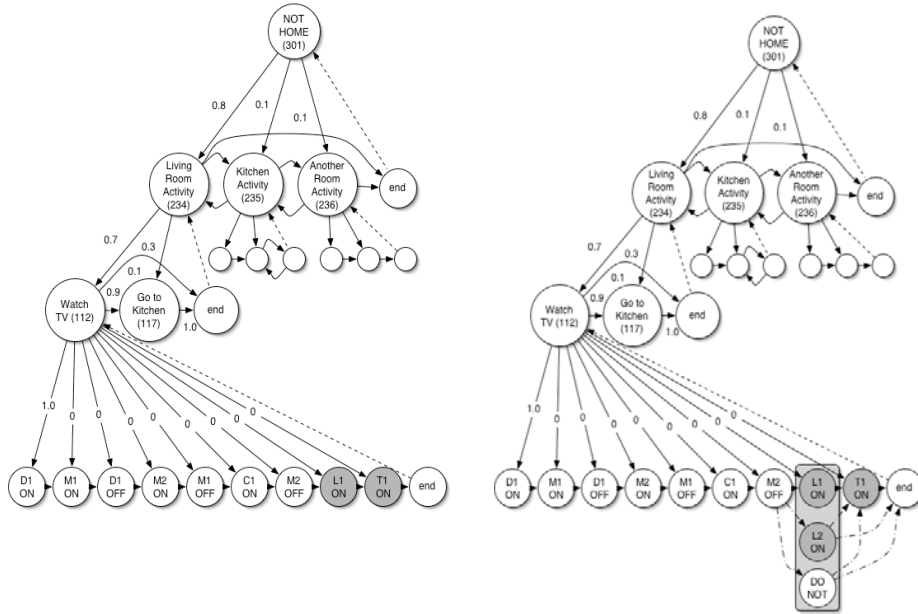 NOT
HOME
(301)
0.8
0.1
0.1
Living
Room
Activity
(234)
Kitchen
Activity
(235)
Another
Room
Activity
(236)
end
0.7
0.3
0.1
0.9
Watch
TV (112)
Go to
Kitchen
(117)
1.0
end
1.0
0
0
0
0
0
0
0
0
D1
ON
M1
ON
D1
OFF
M2
ON
M1
OFF
C1
ON
M2
OFF
L1
ON
T1
ON
end
NOT
HOME
(301)
0.8
0.1
0.1
Living
Room
Activity
(234)
Kitchen
Activity
(235)
Another
Room
Activity
(236)
end
0.7
0.3
0.1
0.9
Watch
TV (112)
Go to
Kitchen
(117)
1.0
end
1.0
0
0
0
0
0
0
0
0
D1
ON
M1
ON
D1
OFF
M2
ON
M1
OFF
C1
ON
M2
OFF
L1
ON
T1
ON
end
L2
ON
DO
NOT